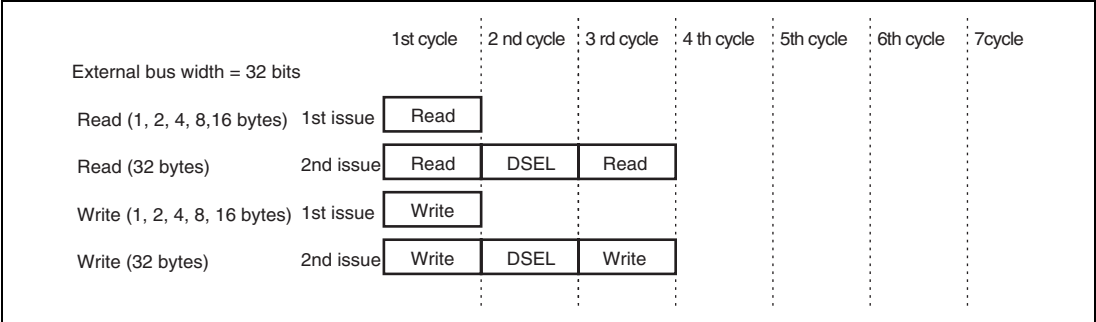 1st cycle 2 nd cycle 3 rd cycle 4 th cycle 5th cycle 6th cycle 7cycle
External bus width = 32 bits
Read (1, 2, 4, 8,16 bytes) 1st issue Read
Read (32 bytes) 2nd issue Read DSEL Read
Write (1, 2, 4, 8, 16 bytes) 1st issue Write
Write (32 bytes) 2nd issue Write DSEL Write